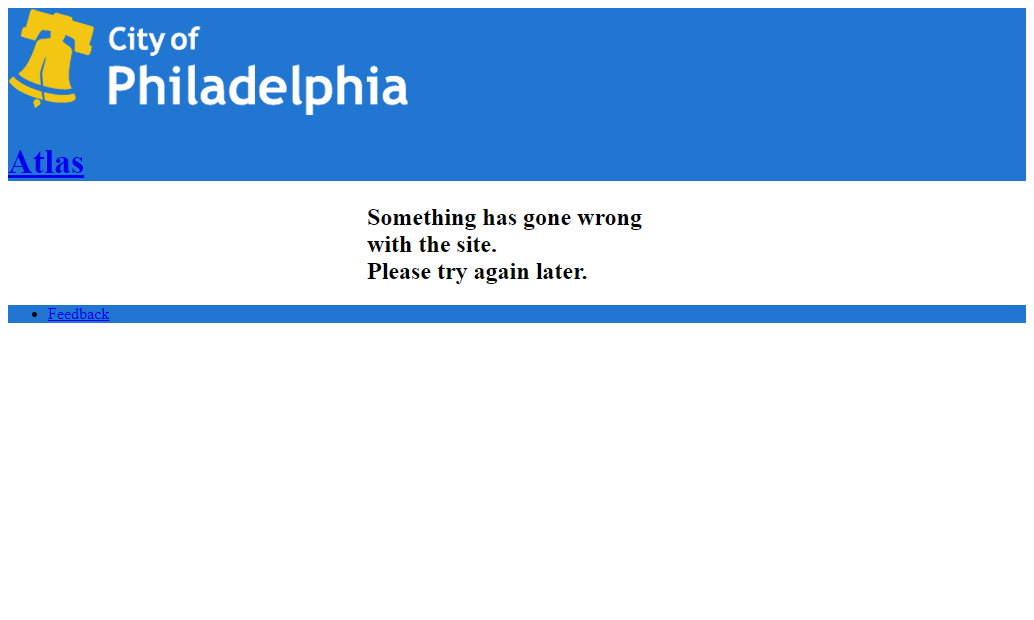 City of
Philadelphia
Atlas
Something has gone wrong
with the site.
Please try again later.
Feedback